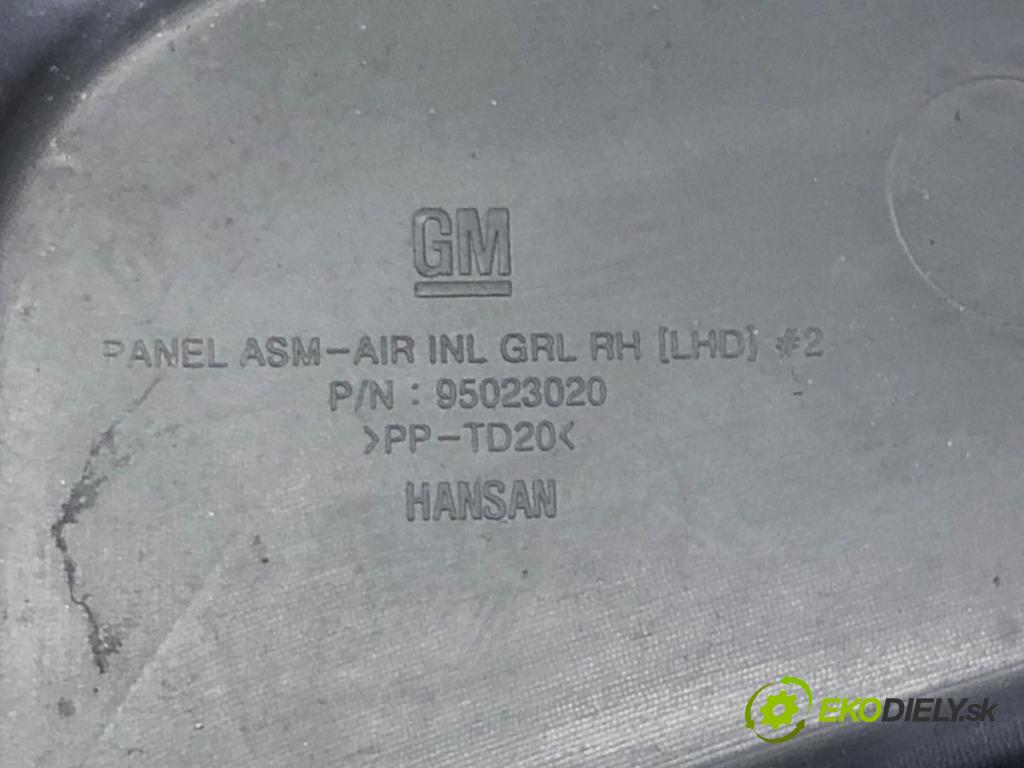 GM
PANEL ASM-AIR INL GRL RH [LHD] #2
P/N : 95023020
>PP-TD20<
HANSAN
EKODIELY.sk